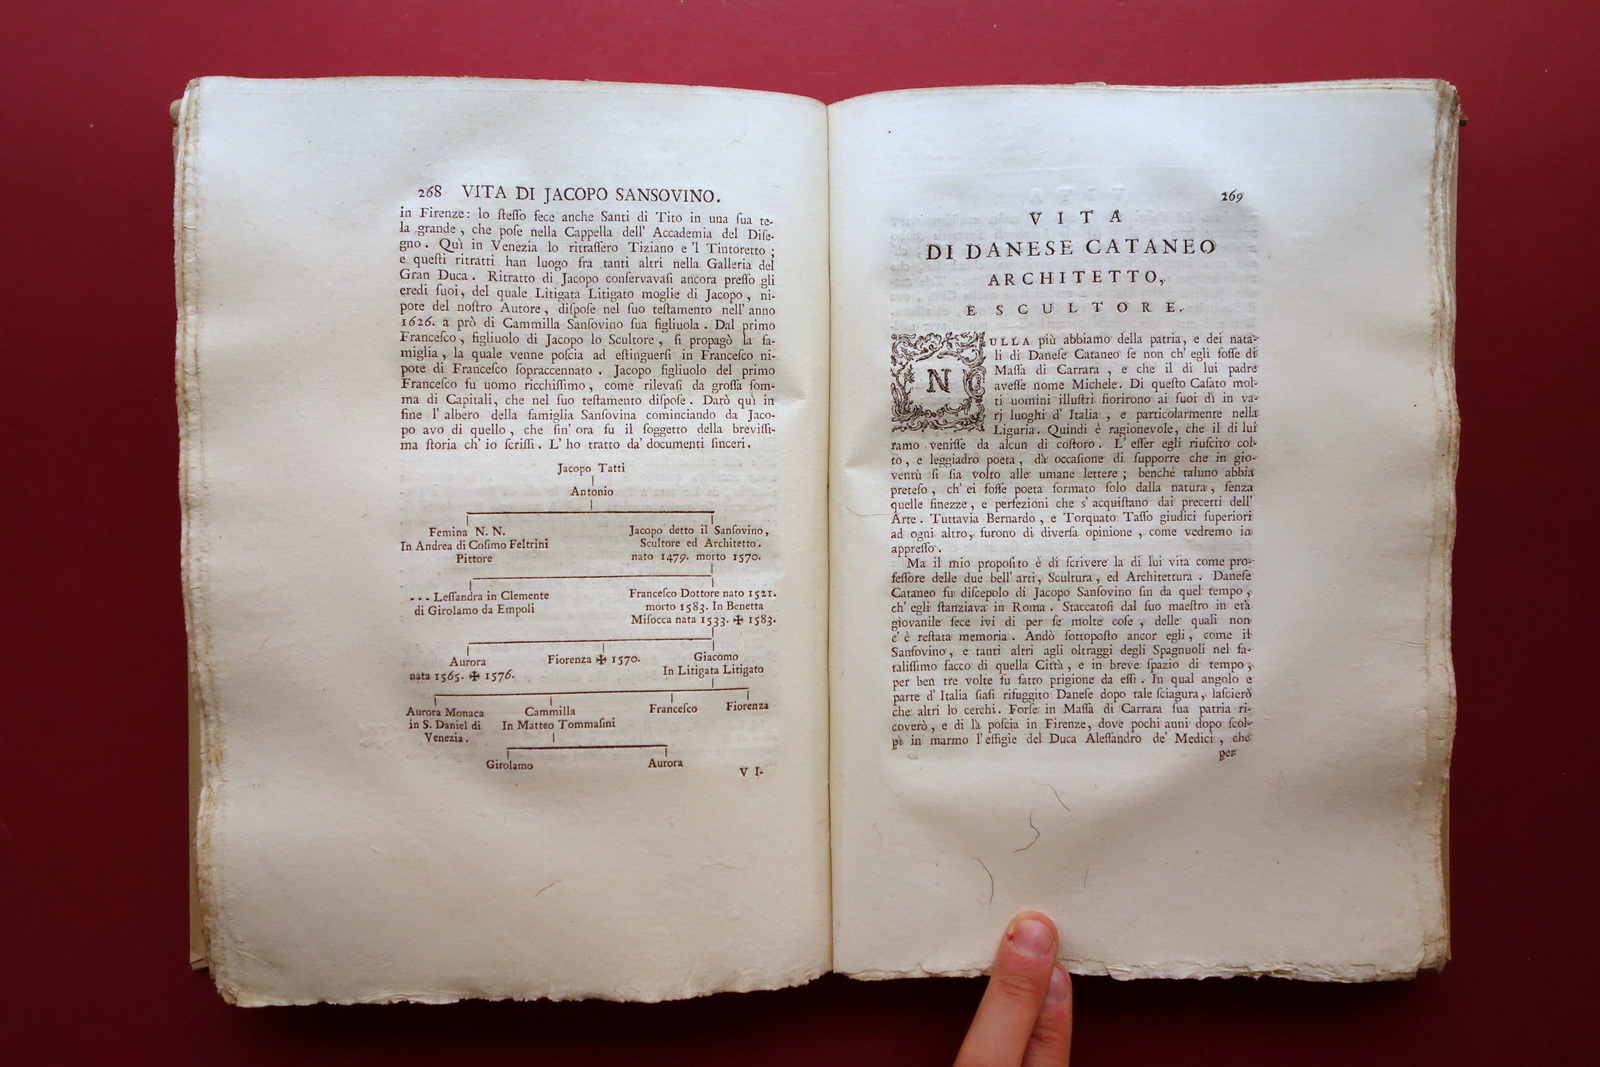 268 VITA DI JACOPO SANSOVINO.
in Firenze: lo ſteſſo fece anche Santi di Tito in una ſua te-
la grande, che poſe nella Cappella dell' Accademia del Diſe-
gno. Quì in Venezia lo ritraſſero Tiziano e 'l Tintoretto;
e queſti ritratti han luogo fra tanti altri nella Galleria del
Gran Duca. Ritratto di Jacopo conſervavaſi ancora preſſo gli
eredi ſuoi, del quale Litigata Litigato moglie di Jacopo, ni-
pote del noſtro Autore, diſpoſe nel ſuo teſtamento nell' anno
1626. a prò di Cammilla Sanſovino ſua figliuola. Dal primo
Franceſco, figliuolo di Jacopo lo Scultore, ſi propagò la fa-
miglia, la quale venne poſcia ad eſtinguerſi in Franceſco ni-
pote di Franceſco ſopraccennato. Jacopo figliuolo del primo
Franceſco fu uomo ricchiſſimo, come rilevaſi da groſſa ſom-
ma di Capitali, che nel ſuo teſtamento diſpoſe. Darò quì in
fine l' albero della famiglia Sanſovina cominciando da Jaco-
po avo di quello, che ſin' ora fu il ſoggetto della breviſſi-
ma ſtoria ch' io ſcriſſi. L' ho tratto da' documenti ſinceri.
Jacopo Tatti
Antonio
Femina N. N.
In Andrea di Coſimo Feltrini
Pittore
Jacopo detto il Sanſovino,
Scultore ed Architetto.
nato 1479. morto 1570.
- - - Leſſandra in Clemente
di Girolamo da Empoli
Franceſco Dottore nato 1521.
morto 1583. In Benetta
Miſocca nata 1533. ✠ 1583.
Aurora
nata 1565. ✠ 1576.
Fiorenza ✠ 1570.
Giacomo
In Litigata Litigato
Aurora Monaca
in S. Daniel di
Venezia.
Cammilla
In Matteo Tommaſini
Franceſco
Fiorenza
Girolamo
Aurora
V I-
269
VITA
DI DANESE CATANEO
ARCHITETTO,
E SCULTORE.
NULLA più abbiamo della patria, e dei nata-
li di Daneſe Cataneo ſe non ch' egli foſſe di
Maſſa di Carrara, e che il di lui padre
aveſſe nome Michele. Di queſto Caſato mol-
ti uomini illuſtri fiorirono ai ſuoi dì in va-
rj luoghi d' Italia, e particolarmente nella
Liguria. Quindi è ragionevole, che il di lui
ramo veniſſe da alcun di coſtoro. L' eſſer egli riuſcito col-
to, e leggiadro poeta, dà occaſione di ſupporre che in gio-
ventù ſi ſia volto alle umane lettere; benchè taluno abbia
preteſo, ch' ei foſſe poeta formato ſolo dalla natura, ſenza
quelle finezze, e perfezioni che s' acquiſtano dai precetti dell'
Arte. Tuttavia Bernardo, e Torquato Taſſo giudici ſuperiori
ad ogni altro, furono di diverſa opinione, come vedremo in
appreſſo.
Ma il mio propoſito è di ſcrivere la di lui vita come pro-
feſſore delle due bell' arti, Scultura, ed Architettura. Daneſe
Cataneo fu diſcepolo di Jacopo Sanſovino ſin da quel tempo,
ch' egli ſtanziava in Roma. Staccatoſi dal ſuo maeſtro in età
giovanile fece ivi di per ſe molte coſe, delle quali non
c' è reſtata memoria. Andò ſottopoſto ancor egli, come il
Sanſovino, e tanti altri agli oltraggi degli Spagnuoli nel fa-
taliſſimo ſacco di quella Città, e in breve ſpazio di tempo,
per ben tre volte fu fatto prigione da eſſi. In qual angolo e
parte d' Italia ſiaſi rifuggito Daneſe dopo tale ſciagura, laſcierò
che altri lo cerchi. Forſe in Maſſa di Carrara ſua patria ri-
coverò, e di là poſcia in Firenze, dove pochi anni dopo ſcol-
pì in marmo l' effigie del Duca Aleſſandro de' Medici, che
per